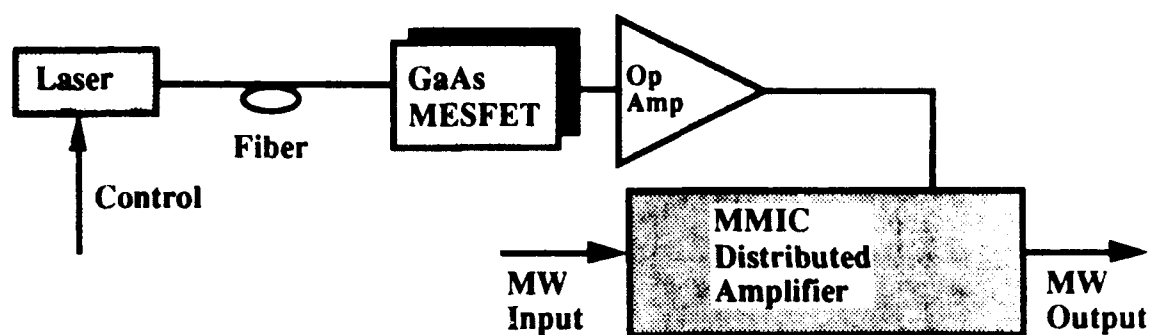 Laser
Fiber
Control
GaAs
MESFET
Op
Amp
MW
Input
MMIC
Distributed
Amplifier
MW
Output